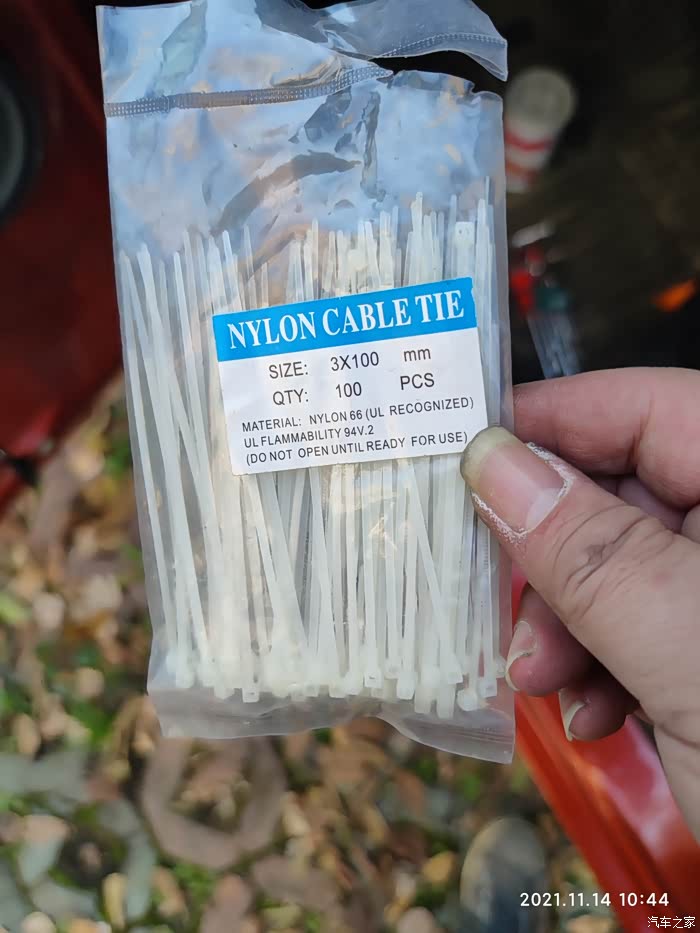 NYLON CABLE TIE
SIZE: 3X100 mm
QTY: 100 PCS
MATERIAL: NYLON 66 (UL RECOGNIZED)
UL FLAMMABILITY 94V.2
(DO NOT OPEN UNTIL READY FOR USE)
2021.11.14 10:44
汽车之家